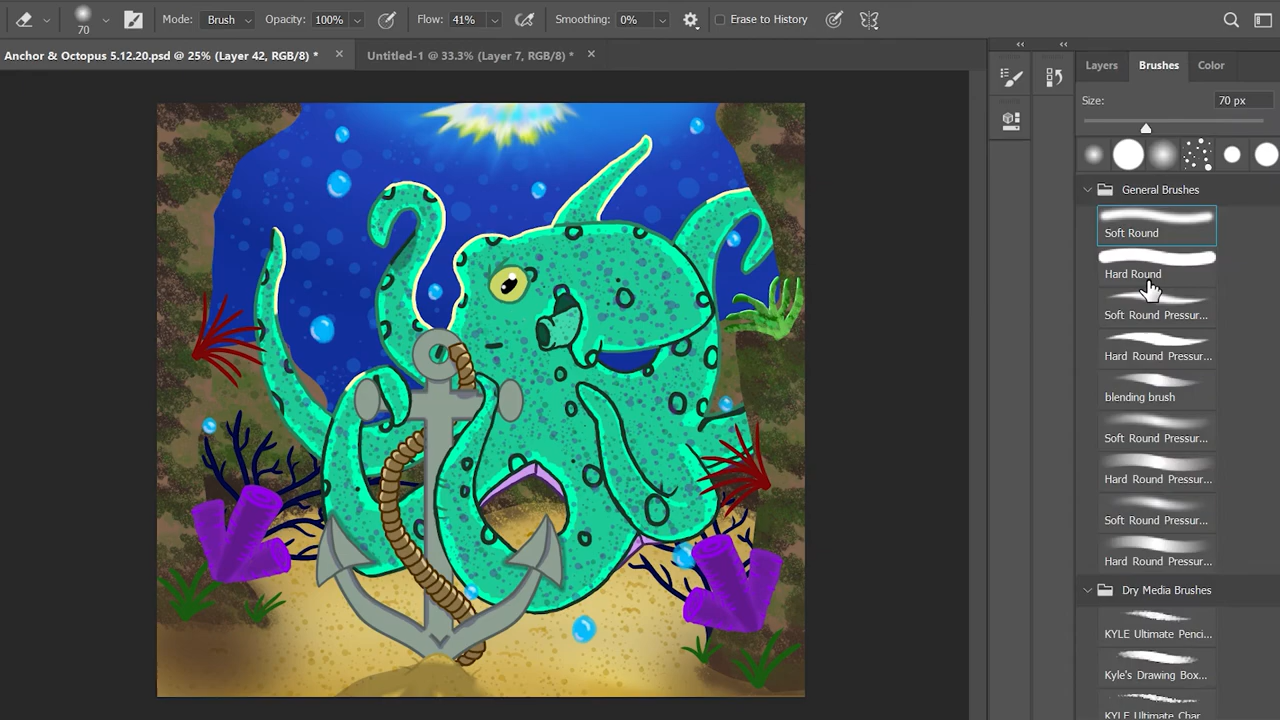 70
Mode: Brush
Opacity: 100%
Flow: 41%
Smoothing: 0%
Erase to History
Anchor & Octopus 5.12.20.psd @ 25% (Layer 42, RGB/8) *
Untitled-1 @ 33.3% (Layer 7, RGB/8) *
Layers
Brushes
Color
Size:
70 px
General Brushes
Soft Round
Hard Round
Soft Round Pressur...
Hard Round Pressur...
blending brush
Soft Round Pressur...
Hard Round Pressur...
Soft Round Pressur...
Hard Round Pressur...
Dry Media Brushes
KYLE Ultimate Penci...
Kyle's Drawing Box...
KYLE Ultimate Char...